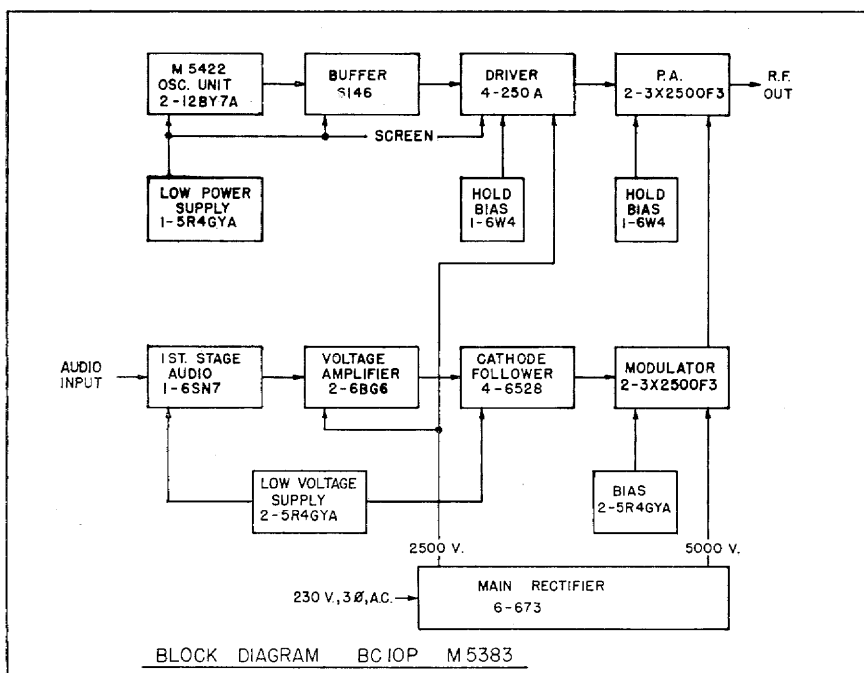 M 5422
OSC. UNIT
2-12BY7A
BUFFER
5146
DRIVER
4-250 A
P.A.
2-3X2500F3
R.F.
OUT
SCREEN
LOW POWER
SUPPLY
1-5R4GYA
HOLD
BIAS
1-6W4
HOLD
BIAS
1-6W4
AUDIO
INPUT
1ST. STAGE
AUDIO
1-6SN7
VOLTAGE
AMPLIFIER
2-6BG6
CATHODE
FOLLOWER
4-6528
MODULATOR
2-3X2500F3
LOW VOLTAGE
SUPPLY
2-5R4GYA
BIAS
2-5R4GYA
2500 V.
5000 V.
230 V., 3Ø, A.C.
MAIN RECTIFIER
6-673
BLOCK DIAGRAM BC10P M5383